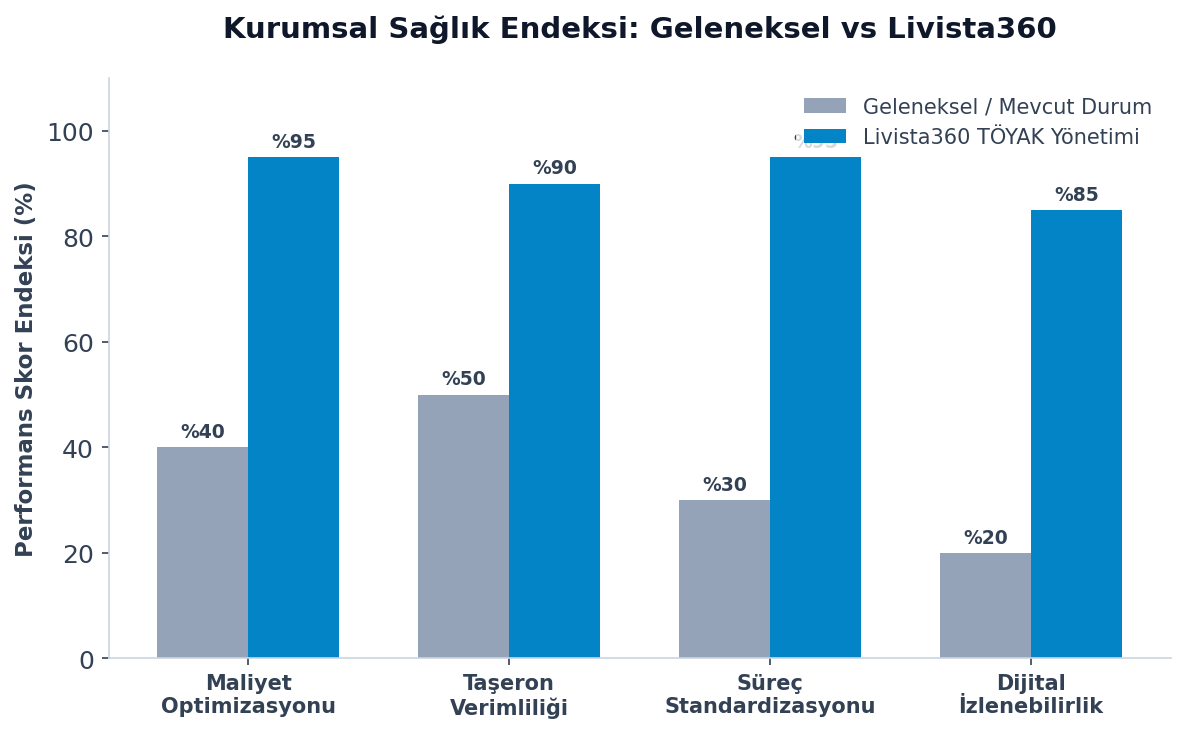 Kurumsal Sağlık Endeksi: Geleneksel vs Livista360
Geleneksel / Mevcut Durum
Livista360 TÖYAK Yönetimi
Performans Skor Endeksi (%)
100
80
60
40
20
0
%95
%90
%85
%40
%50
%30
%20
Maliyet
Optimizasyonu
Taşeron
Verimliliği
Süreç
Standardizasyonu
Dijital
İzlenebilirlik